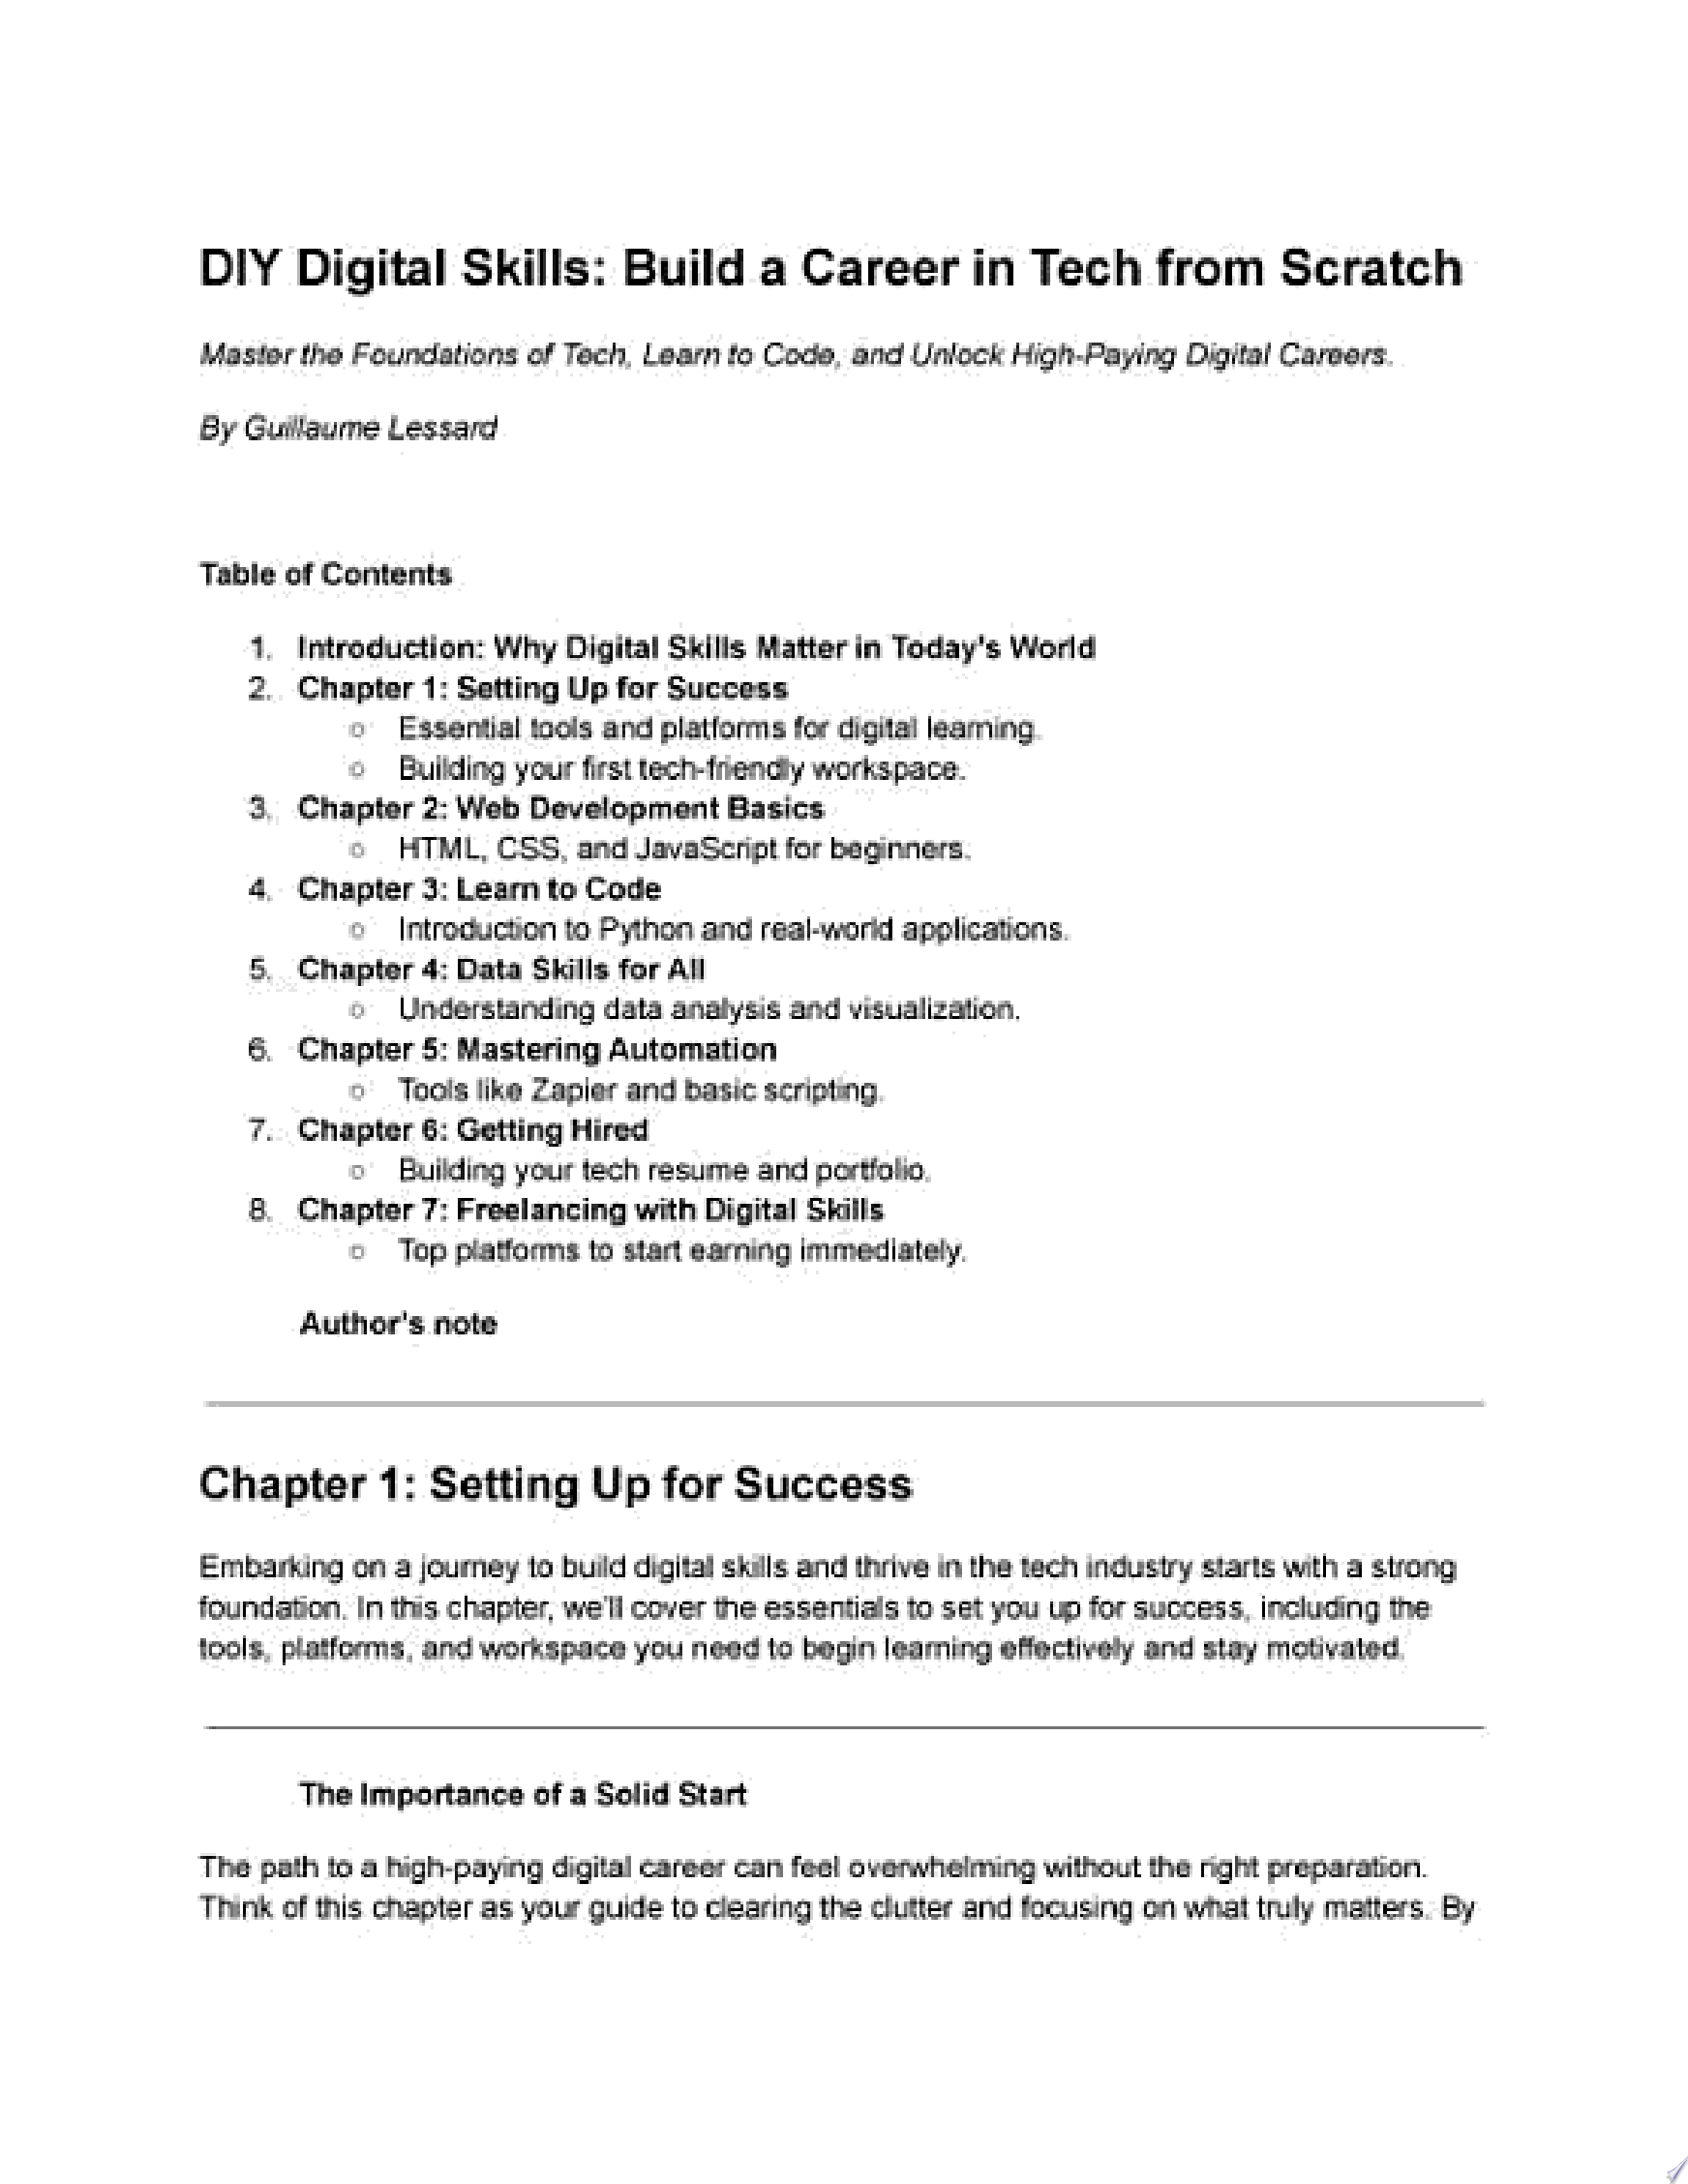 DIY Digital Skills: Build a Career in Tech from Scratch
Master the Foundations of Tech, Learn to Code, and Unlock High-Paying Digital Careers.
By Guillaume Lessard
Table of Contents
1. Introduction: Why Digital Skills Matter in Today's World
2. Chapter 1: Setting Up for Success
○ Essential tools and platforms for digital learning.
○ Building your first tech-friendly workspace.
3. Chapter 2: Web Development Basics
○ HTML, CSS, and JavaScript for beginners.
4. Chapter 3: Learn to Code
○ Introduction to Python and real-world applications.
5. Chapter 4: Data Skills for All
○ Understanding data analysis and visualization.
6. Chapter 5: Mastering Automation
○ Tools like Zapier and basic scripting.
7. Chapter 6: Getting Hired
○ Building your tech resume and portfolio.
8. Chapter 7: Freelancing with Digital Skills
○ Top platforms to start earning immediately.
Author's note
Chapter 1: Setting Up for Success
Embarking on a journey to build digital skills and thrive in the tech industry starts with a strong
foundation. In this chapter, we'll cover the essentials to set you up for success, including the
tools, platforms, and workspace you need to begin learning effectively and stay motivated.
The Importance of a Solid Start
The path to a high-paying digital career can feel overwhelming without the right preparation.
Think of this chapter as your guide to clearing the clutter and focusing on what truly matters. By